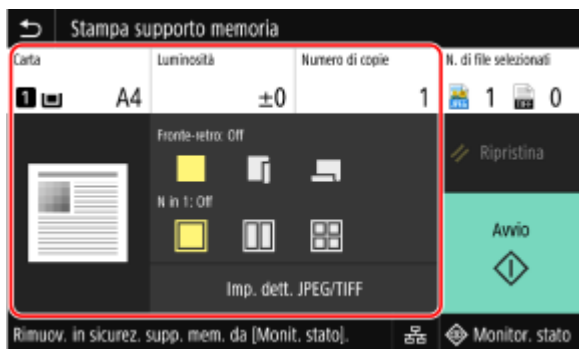 Stampa supporto memoria
Carta
Luminosità
Numero di copie
N. di file selezionati
1 A4
±0
1
JPEG 1 TIFF 0
Fronte-retro: Off
Ripristina
N in 1: Off
Avvio
Imp. dett. JPEG/TIFF
Rimuov. in sicurez. supp. mem. da [Monit. stato].
Monitor. stato